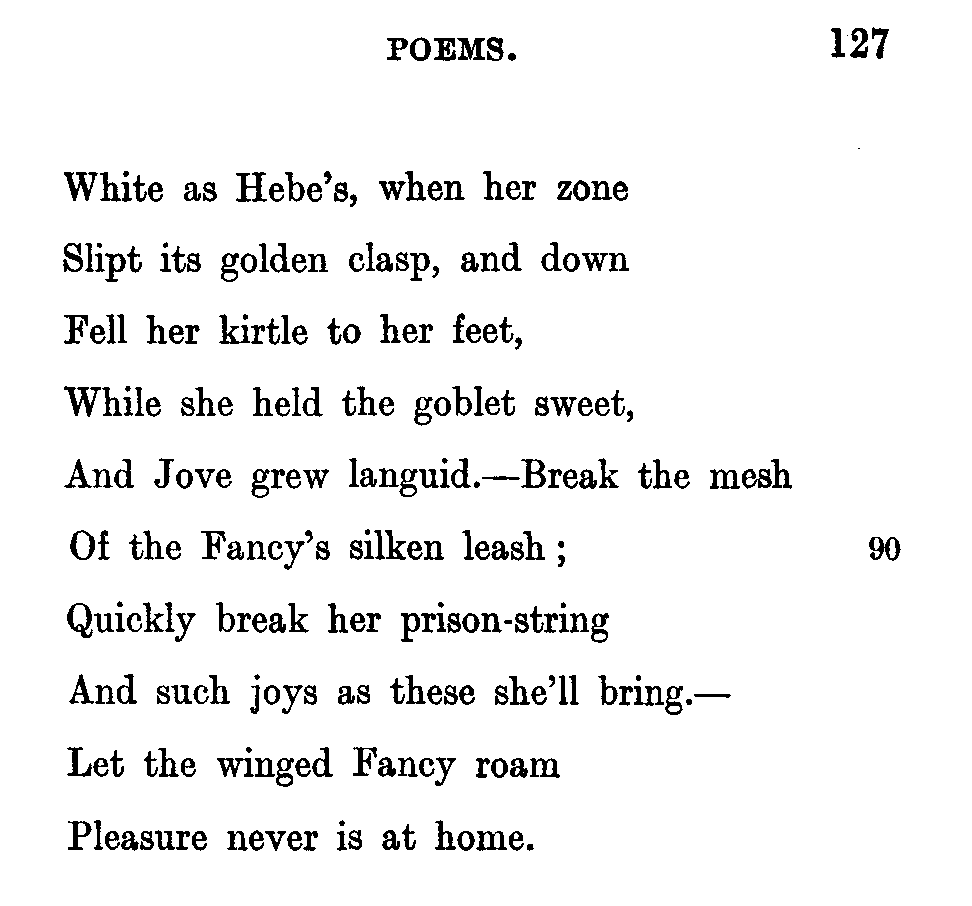 POEMS. 127
White as Hebe's, when her zone
Slipt its golden clasp, and down
Fell her kirtle to her feet,
While she held the goblet sweet,
And Jove grew languid.—Break the mesh
Of the Fancy's silken leash ; 90
Quickly break her prison-string
And such joys as these she'll bring.—
Let the winged Fancy roam
Pleasure never is at home.